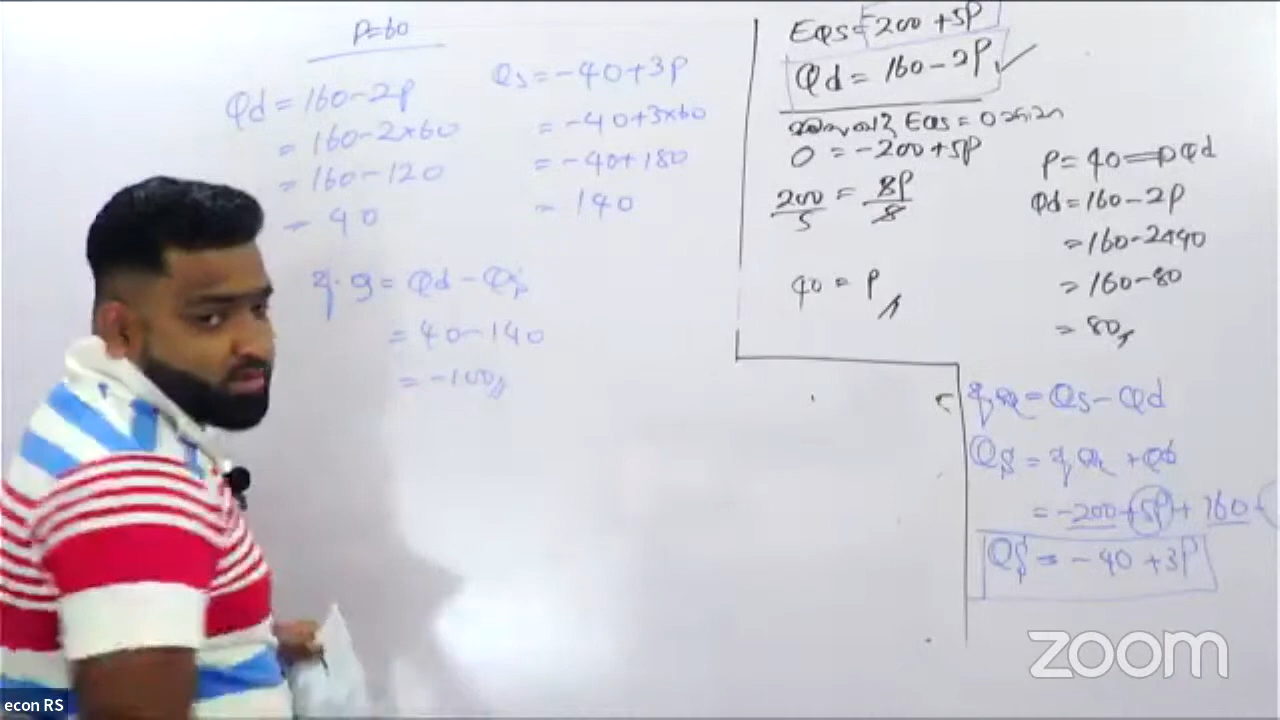 P=60
Qd = 160-2P
= 160-2×60
= 160-120
= 40
Qs = -40+3P
= -40+3×60
= -40+180
= 140
= Qd - Qs
= 40-140
= -100
EQS = -200 + 5P
Qd = 160-2P ✓
EQS = 0
0 = -200+5P
200/5 = 8P/8
40 = P
P = 40 ⇒ Qd
Qd = 160-2P
= 160-2×40
= 160-80
= 80
= Qs - Qd
Qs = + Qd
= -200+5P+160-
Qs = -40+3P
zoom
econ RS